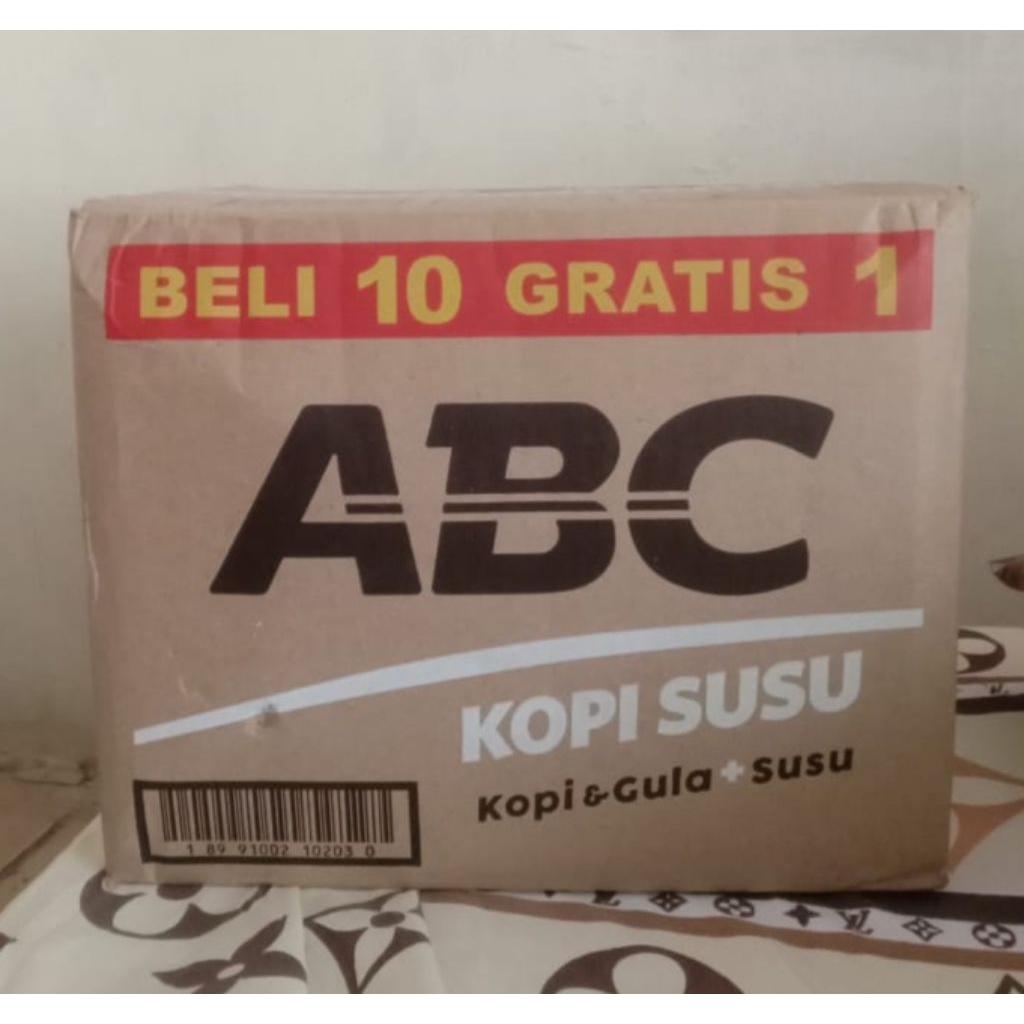 BELI 10 GRATIS 1
ABC
KOPI SUSU
Kopi & Gula + Susu
1 89 91002 10203 0